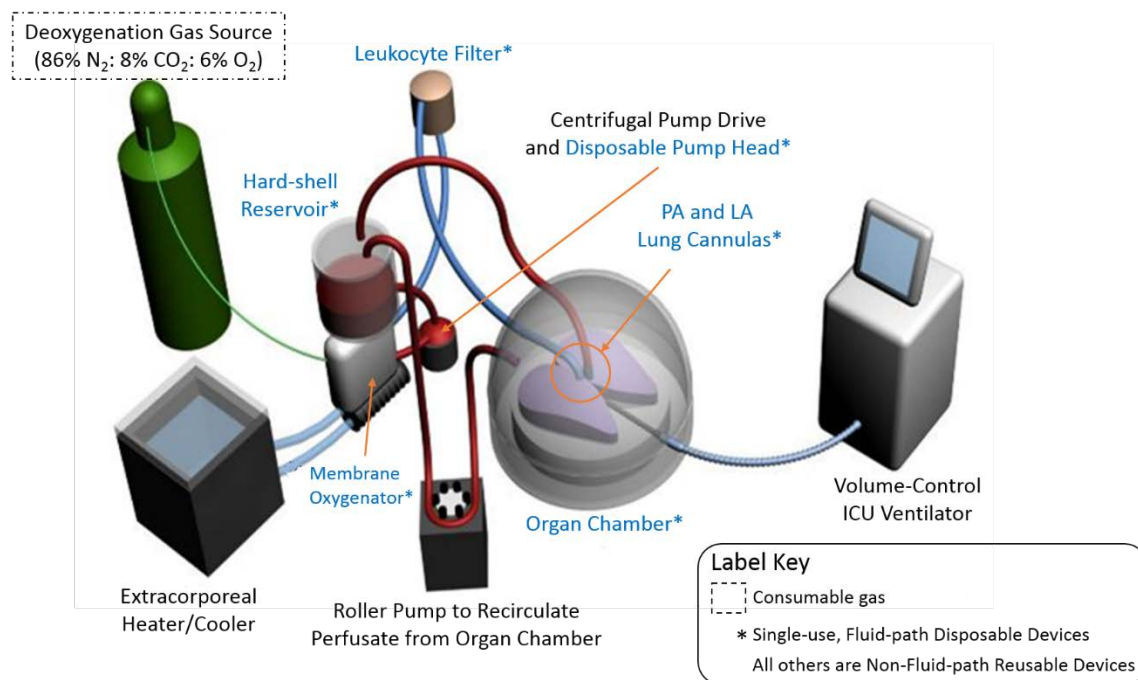 Deoxygenation Gas Source
(86% N₂: 8% CO₂: 6% O₂)
Leukocyte Filter*
Centrifugal Pump Drive
and Disposable Pump Head*
Hard-shell
Reservoir*
PA and LA
Lung Cannulas*
Membrane
Oxygenator*
Organ Chamber*
Volume-Control
ICU Ventilator
Extracorporeal
Heater/Cooler
Roller Pump to Recirculate
Perfusate from Organ Chamber
Label Key
Consumable gas
* Single-use, Fluid-path Disposable Devices
All others are Non-Fluid-path Reusable Devices